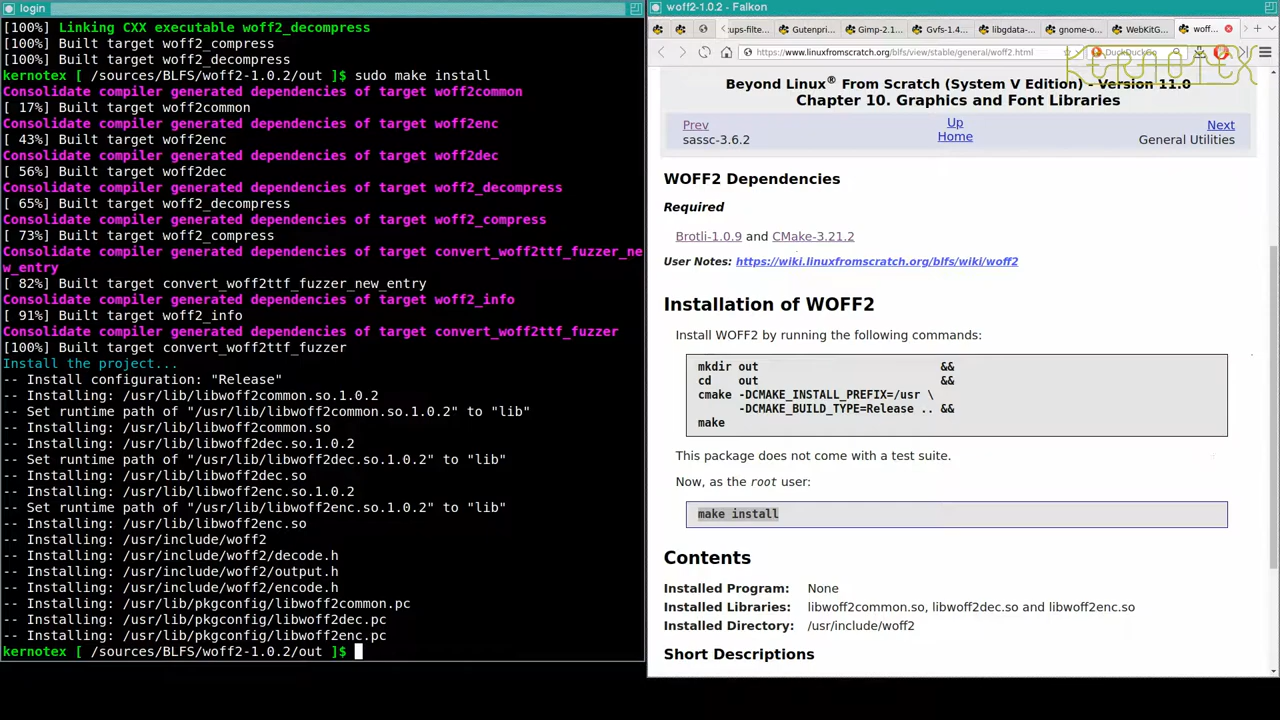 login
[100%] Linking CXX executable woff2_decompress
[100%] Built target woff2_compress
[100%] Built target woff2_decompress
kernotex [ /sources/BLFS/woff2-1.0.2/out ]$ sudo make install
Consolidate compiler generated dependencies of target woff2common
[ 17%] Built target woff2common
Consolidate compiler generated dependencies of target woff2enc
[ 43%] Built target woff2enc
Consolidate compiler generated dependencies of target woff2dec
[ 56%] Built target woff2dec
Consolidate compiler generated dependencies of target woff2_decompress
[ 65%] Built target woff2_decompress
Consolidate compiler generated dependencies of target woff2_compress
[ 73%] Built target woff2_compress
Consolidate compiler generated dependencies of target convert_woff2ttf_fuzzer_ne
w_entry
[ 82%] Built target convert_woff2ttf_fuzzer_new_entry
Consolidate compiler generated dependencies of target woff2_info
[ 91%] Built target woff2_info
Consolidate compiler generated dependencies of target convert_woff2ttf_fuzzer
[100%] Built target convert_woff2ttf_fuzzer
Install the project...
-- Install configuration: "Release"
-- Installing: /usr/lib/libwoff2common.so.1.0.2
-- Set runtime path of "/usr/lib/libwoff2common.so.1.0.2" to "lib"
-- Installing: /usr/lib/libwoff2common.so
-- Installing: /usr/lib/libwoff2dec.so.1.0.2
-- Set runtime path of "/usr/lib/libwoff2dec.so.1.0.2" to "lib"
-- Installing: /usr/lib/libwoff2dec.so
-- Installing: /usr/lib/libwoff2enc.so.1.0.2
-- Set runtime path of "/usr/lib/libwoff2enc.so.1.0.2" to "lib"
-- Installing: /usr/lib/libwoff2enc.so
-- Installing: /usr/include/woff2
-- Installing: /usr/include/woff2/decode.h
-- Installing: /usr/include/woff2/output.h
-- Installing: /usr/include/woff2/encode.h
-- Installing: /usr/lib/pkgconfig/libwoff2common.pc
-- Installing: /usr/lib/pkgconfig/libwoff2dec.pc
-- Installing: /usr/lib/pkgconfig/libwoff2enc.pc
kernotex [ /sources/BLFS/woff2-1.0.2/out ]$
woff2-1.0.2 - Falkon
ups-filte... Gutenpri... Gimp-2.1... Gvfs-1.4... libgdata-... gnome-o... WebKitG... woff...
https://www.linuxfromscratch.org/blfs/view/stable/general/woff2.html DuckDuckGo
KERNOTEX
Beyond Linux® From Scratch (System V Edition) - Version 11.0
Chapter 10. Graphics and Font Libraries
Prev Up Next
sassc-3.6.2 Home General Utilities
WOFF2 Dependencies
Required
Brotli-1.0.9 and CMake-3.21.2
User Notes: https://wiki.linuxfromscratch.org/blfs/wiki/woff2
Installation of WOFF2
Install WOFF2 by running the following commands:
mkdir out &&
cd out &&
cmake -DCMAKE_INSTALL_PREFIX=/usr \
-DCMAKE_BUILD_TYPE=Release .. &&
make
This package does not come with a test suite.
Now, as the root user:
make install
Contents
Installed Program: None
Installed Libraries: libwoff2common.so, libwoff2dec.so and libwoff2enc.so
Installed Directory: /usr/include/woff2
Short Descriptions